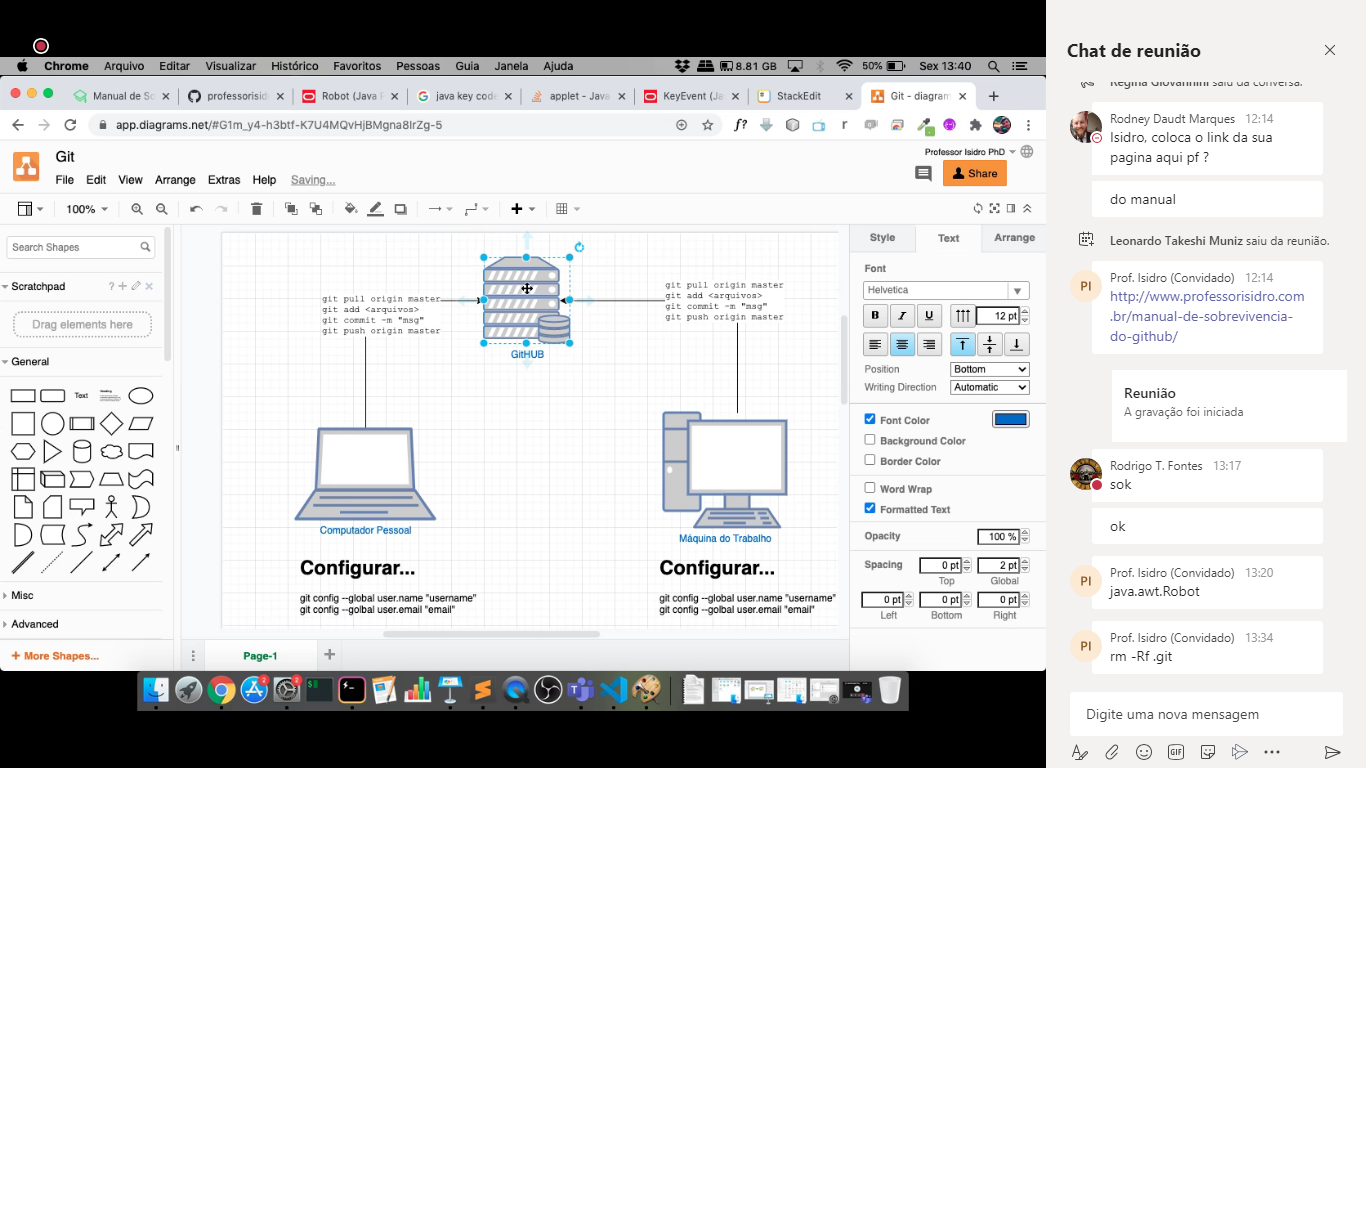 Chrome Arquivo Editar Visualizar Histórico Favoritos Pessoas Guia Janela Ajuda 8.81 GB 50% Sex 13:40
Manual de So professorisid Robot (Java P java key code applet - Java KeyEvent (Ja StackEdit Git - diagram
app.diagrams.net/#G1m_y4-h3btf-K7U4MQvHjBMgna8IrZg-5
Git
Professor Isidro PhD
File Edit View Arrange Extras Help Saving...
Share
100%
Search Shapes
Scratchpad
Drag elements here
General
Text
Heading
Misc
Advanced
+ More Shapes...
git pull origin master
git add <arquivos>
git commit -m "msg"
git push origin master
GitHUB
git pull origin master
git add <arquivos>
git commit -m "msg"
git push origin master
Computador Pessoal
Máquina do Trabalho
Configurar...
git config --global user.name "username"
git config --golbal user.email "email"
Configurar...
git config --global user.name "username"
git config --golbal user.email "email"
Page-1
Style Text Arrange
Font
Helvetica
B I U 12 pt
Position Bottom
Writing Direction Automatic
Font Color
Background Color
Border Color
Word Wrap
Formatted Text
Opacity 100 %
Spacing 0 pt 2 pt
Top Global
0 pt 0 pt 0 pt
Left Bottom Right
Chat de reunião
Regina Giovannini saiu da conversa.
Rodney Daudt Marques 12:14
Isidro, coloca o link da sua
pagina aqui pf ?
do manual
Leonardo Takeshi Muniz saiu da reunião.
PI Prof. Isidro (Convidado) 12:14
http://www.professorisidro.com
.br/manual-de-sobrevivencia-
do-github/
Reunião
A gravação foi iniciada
Rodrigo T. Fontes 13:17
sok
ok
PI Prof. Isidro (Convidado) 13:20
java.awt.Robot
PI Prof. Isidro (Convidado) 13:34
rm -Rf .git
Digite uma nova mensagem
GIF